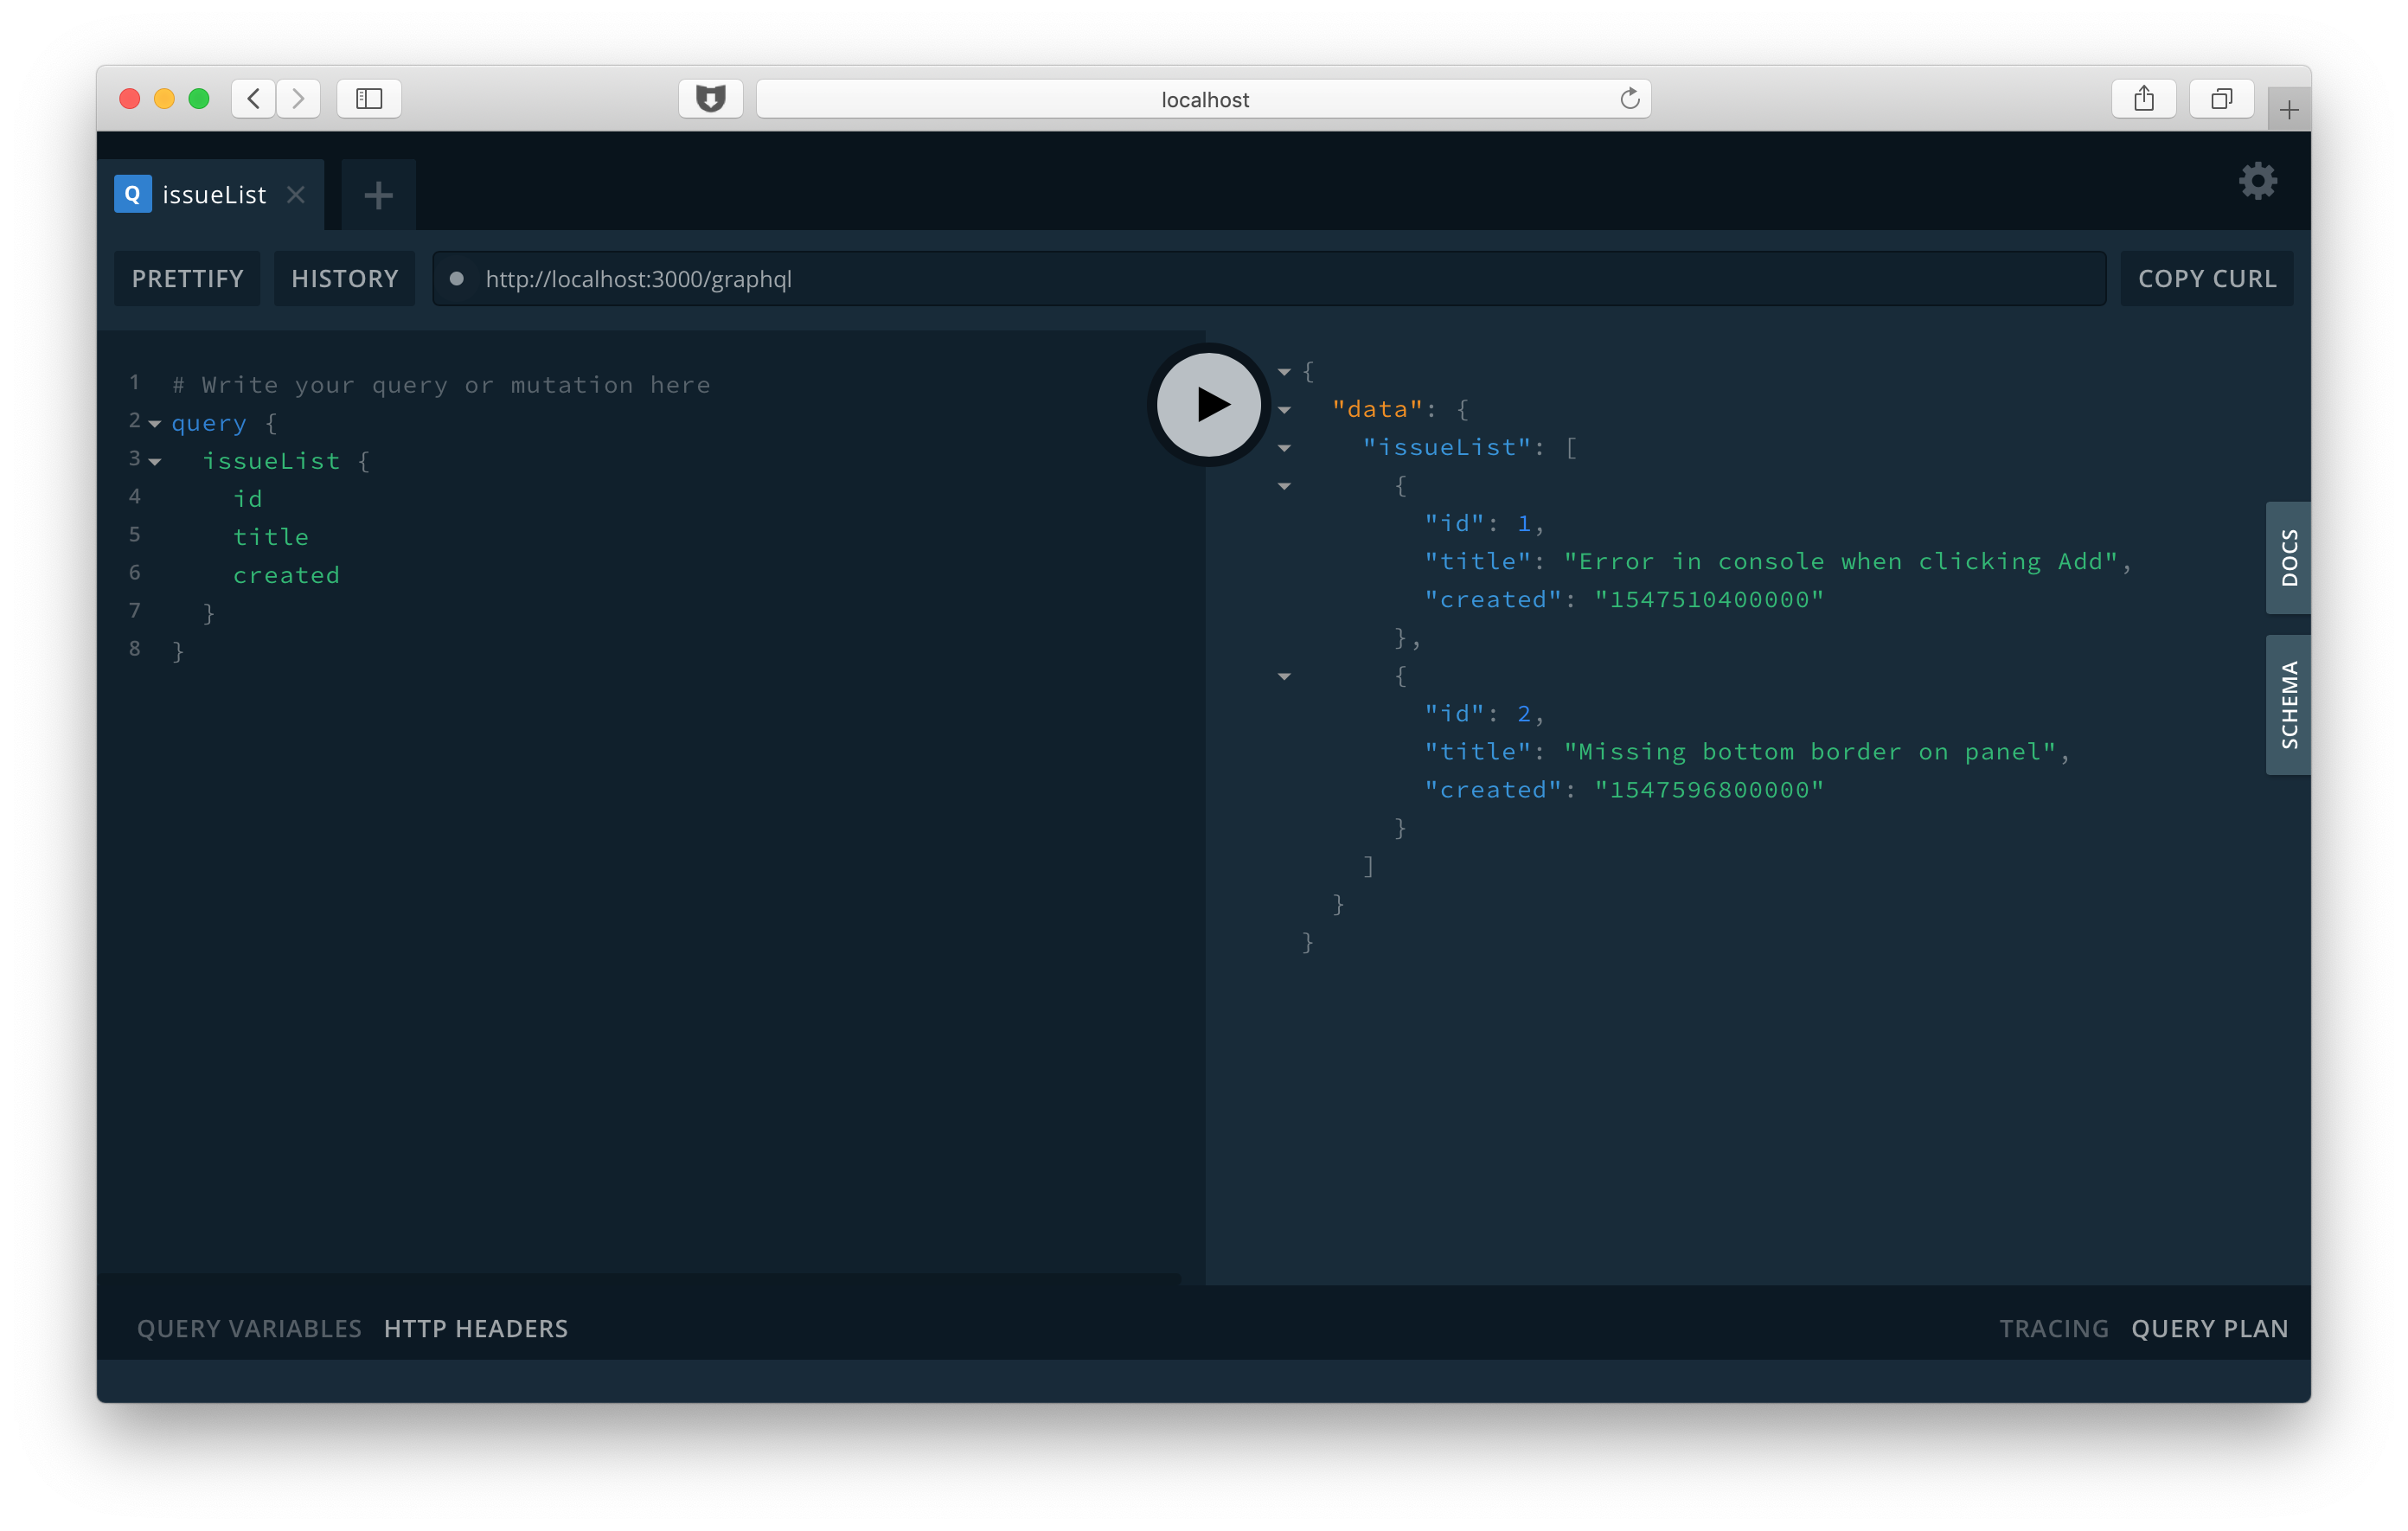 localhost
Q issueList
PRETTIFY HISTORY http://localhost:3000/graphql COPY CURL
1 # Write your query or mutation here
2 query {
3 issueList {
4 id
5 title
6 created
7 }
8 }
{
"data": {
"issueList": [
{
"id": 1,
"title": "Error in console when clicking Add",
"created": "1547510400000"
},
{
"id": 2,
"title": "Missing bottom border on panel",
"created": "1547596800000"
}
]
}
}
DOCS
SCHEMA
QUERY VARIABLES HTTP HEADERS
TRACING QUERY PLAN